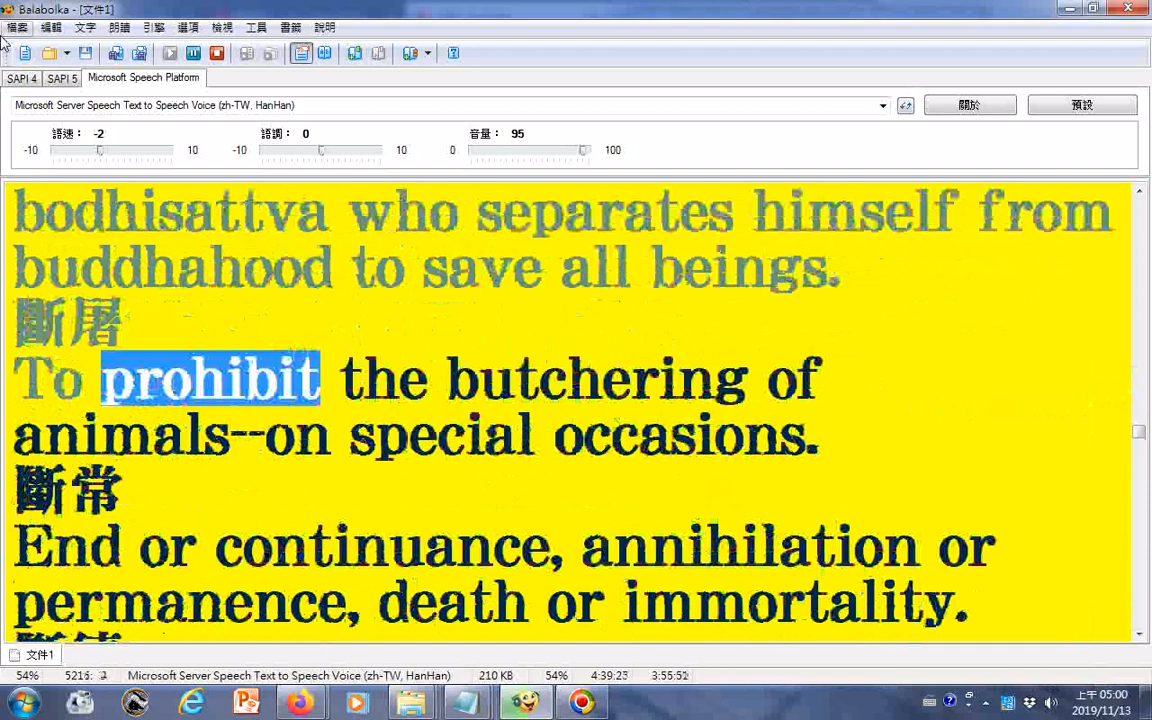 Balabolka - [文件1]
檔案 編輯 文字 朗讀 引擎 選項 檢視 工具 書籤 說明
SAPI 4 SAPI 5 Microsoft Speech Platform
Microsoft Server Speech Text to Speech Voice (zh-TW, HanHan) 關於 預設
語速： -2 語調： 0 音量： 95
-10 10 -10 10 0 100
bodhisattva who separates himself from
buddhahood to save all beings.
斷屠
To prohibit the butchering of
animals--on special occasions.
斷常
End or continuance, annihilation or
permanence, death or immortality.
文件1
54% Microsoft Server Speech Text to Speech Voice (zh-TW, HanHan) 210 KB 54% 4:39:23
上午 05:00
2019/11/13